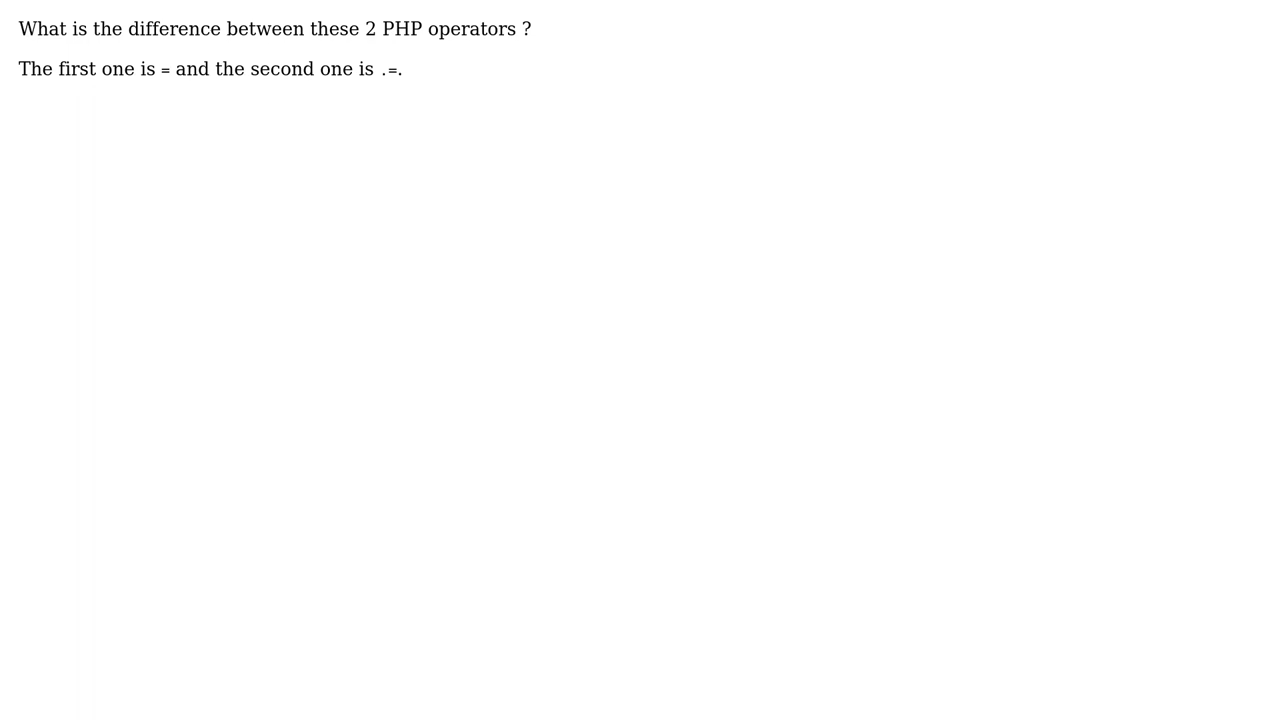 What is the difference between these 2 PHP operators ?
The first one is = and the second one is .=.